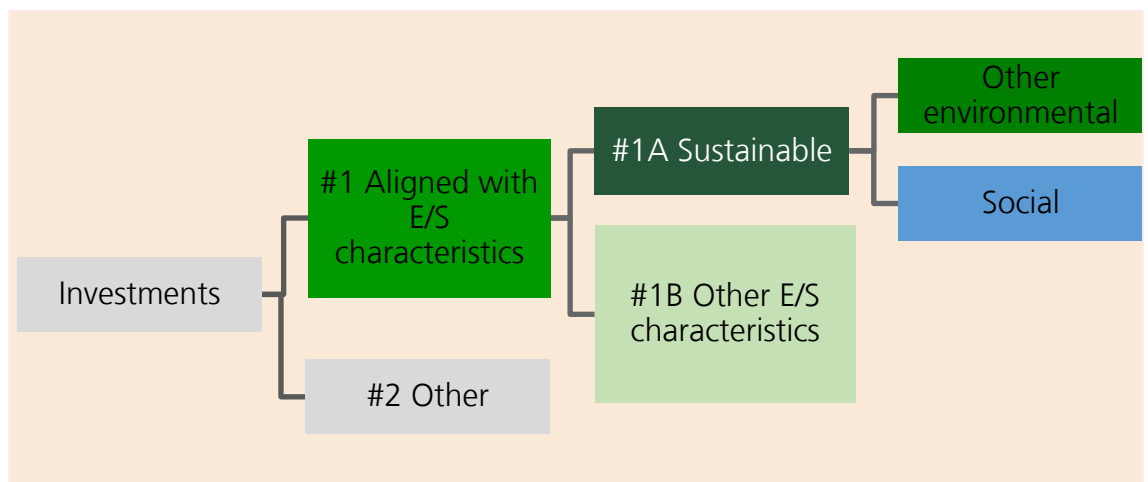 Investments
#1 Aligned with
E/S
characteristics
#2 Other
#1A Sustainable
#1B Other E/S
characteristics
Other
environmental
Social